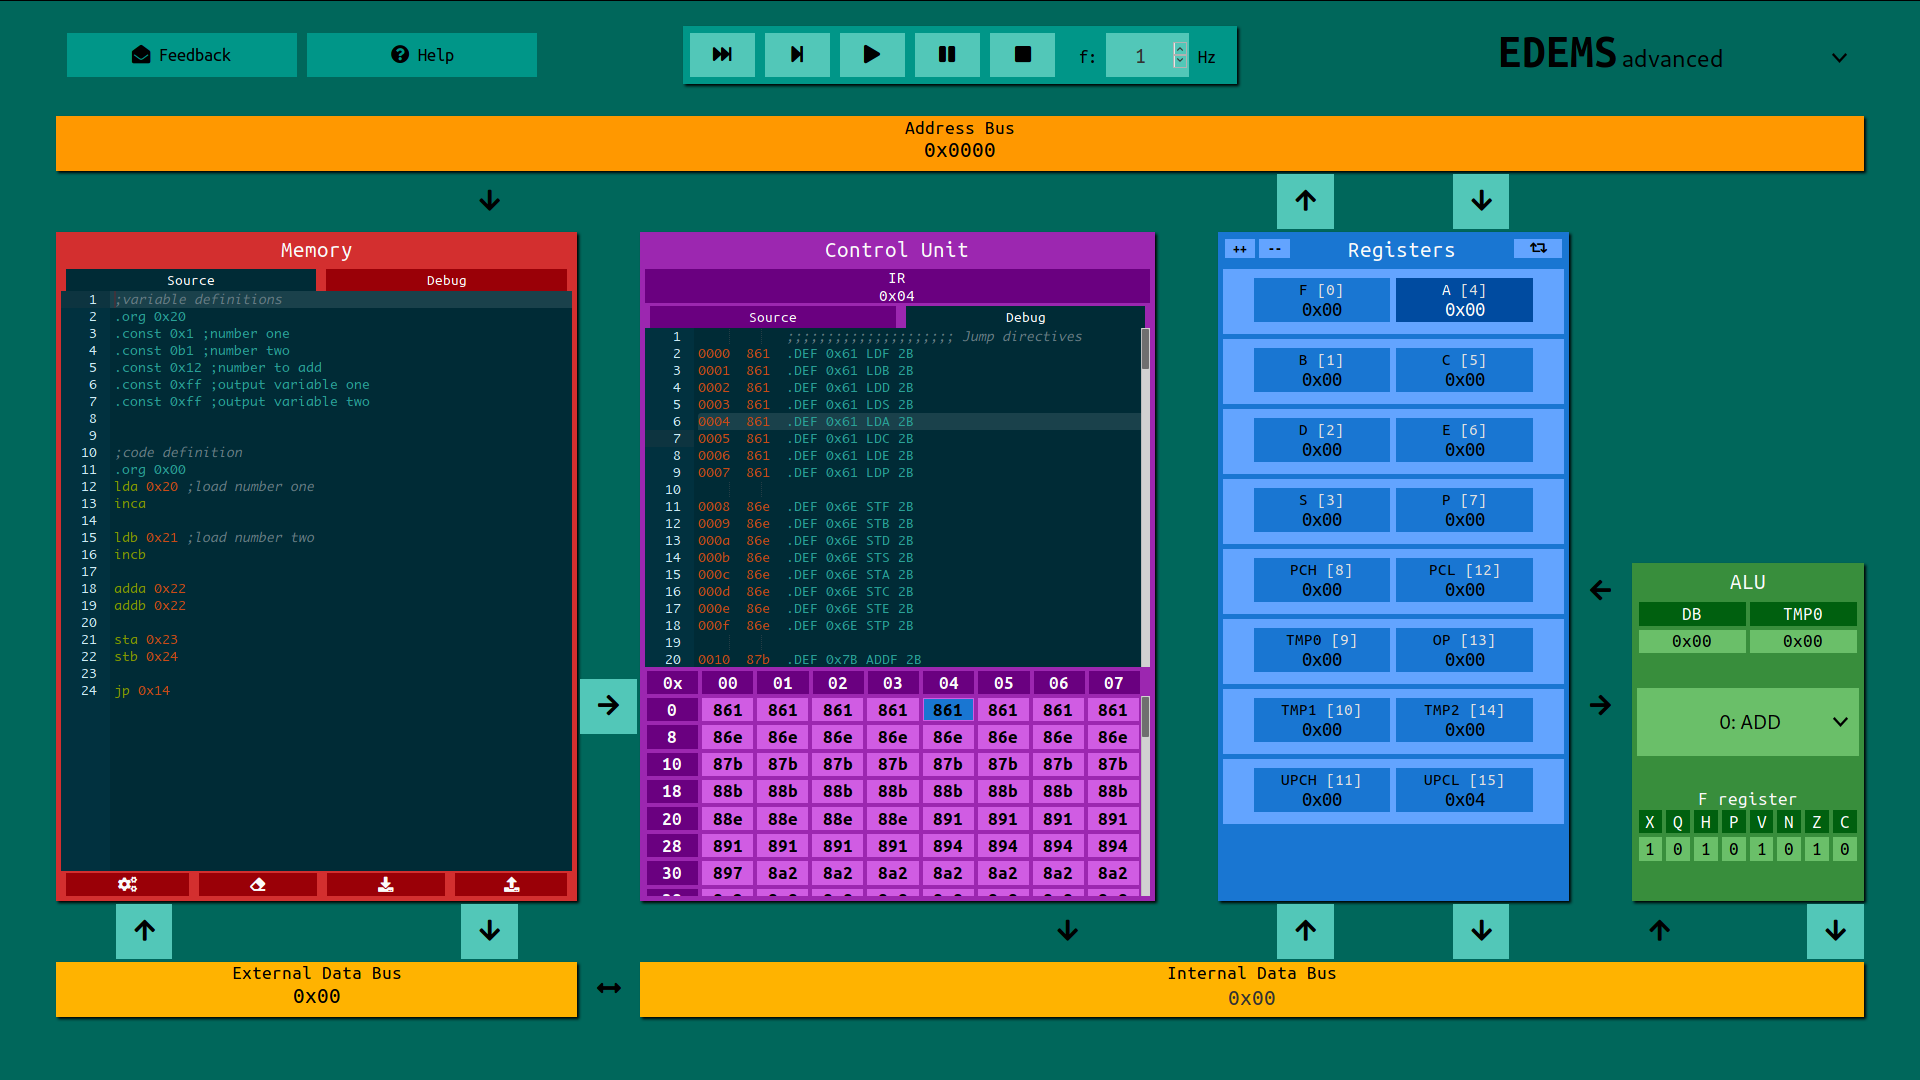 Feedback
Help
f: 1 Hz
EDEMS advanced
Address Bus
0x0000
Memory
Source Debug
1 ;variable definitions
2 .org 0x20
3 .const 0x1 ;number one
4 .const 0b1 ;number two
5 .const 0x12 ;number to add
6 .const 0xff ;output variable one
7 .const 0xff ;output variable two
8
9
10 ;code definition
11 .org 0x00
12 lda 0x20 ;load number one
13 inca
14
15 ldb 0x21 ;load number two
16 incb
17
18 adda 0x22
19 addb 0x22
20
21 sta 0x23
22 stb 0x24
23
24 jp 0x14
Control Unit
IR
0x04
Source Debug
1 ;;;;;;;;;;;;;;;;;;;;; Jump directives
2 0000 861 .DEF 0x61 LDF 2B
3 0001 861 .DEF 0x61 LDB 2B
4 0002 861 .DEF 0x61 LDD 2B
5 0003 861 .DEF 0x61 LDS 2B
6 0004 861 .DEF 0x61 LDA 2B
7 0005 861 .DEF 0x61 LDC 2B
8 0006 861 .DEF 0x61 LDE 2B
9 0007 861 .DEF 0x61 LDP 2B
10
11 0008 86e .DEF 0x6E STF 2B
12 0009 86e .DEF 0x6E STB 2B
13 000a 86e .DEF 0x6E STD 2B
14 000b 86e .DEF 0x6E STS 2B
15 000c 86e .DEF 0x6E STA 2B
16 000d 86e .DEF 0x6E STC 2B
17 000e 86e .DEF 0x6E STE 2B
18 000f 86e .DEF 0x6E STP 2B
19
20 0010 87b .DEF 0x7B ADDF 2B
0x 00 01 02 03 04 05 06 07
0 861 861 861 861 861 861 861 861
8 86e 86e 86e 86e 86e 86e 86e 86e
10 87b 87b 87b 87b 87b 87b 87b 87b
18 88b 88b 88b 88b 88b 88b 88b 88b
20 88e 88e 88e 88e 891 891 891 891
28 891 891 891 891 894 894 894 894
30 897 8a2 8a2 8a2 8a2 8a2 8a2 8a2
++ -- Registers
F [0] A [4]
0x00 0x00
B [1] C [5]
0x00 0x00
D [2] E [6]
0x00 0x00
S [3] P [7]
0x00 0x00
PCH [8] PCL [12]
0x00 0x00
TMP0 [9] OP [13]
0x00 0x00
TMP1 [10] TMP2 [14]
0x00 0x00
UPCH [11] UPCL [15]
0x00 0x04
ALU
DB TMP0
0x00 0x00
0: ADD
F register
X Q H P V N Z C
1 0 1 0 1 0 1 0
External Data Bus
0x00
Internal Data Bus
0x00